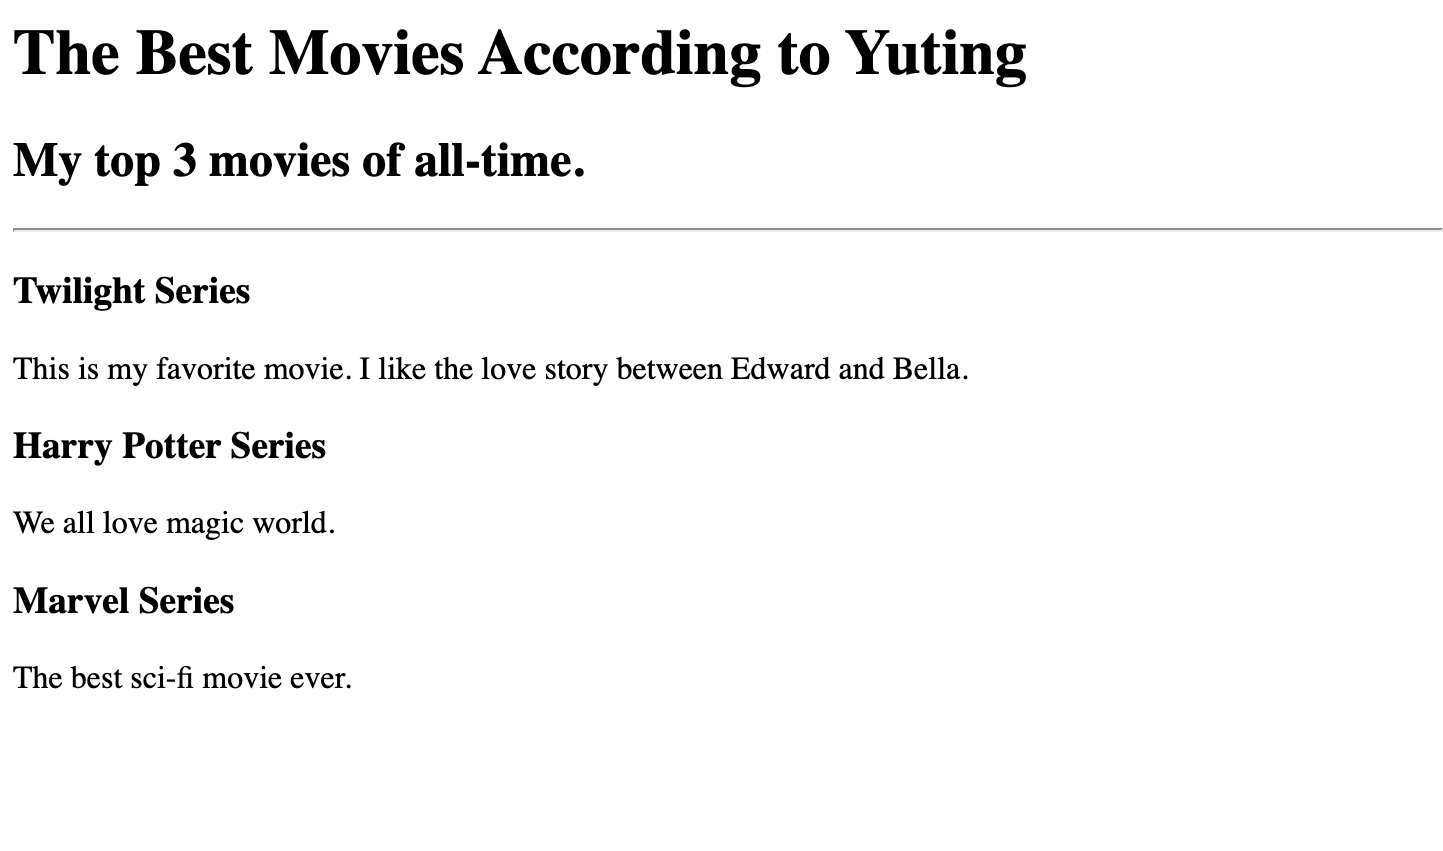 The Best Movies According to Yuting
My top 3 movies of all-time.
Twilight Series
This is my favorite movie. I like the love story between Edward and Bella.
Harry Potter Series
We all love magic world.
Marvel Series
The best sci-fi movie ever.